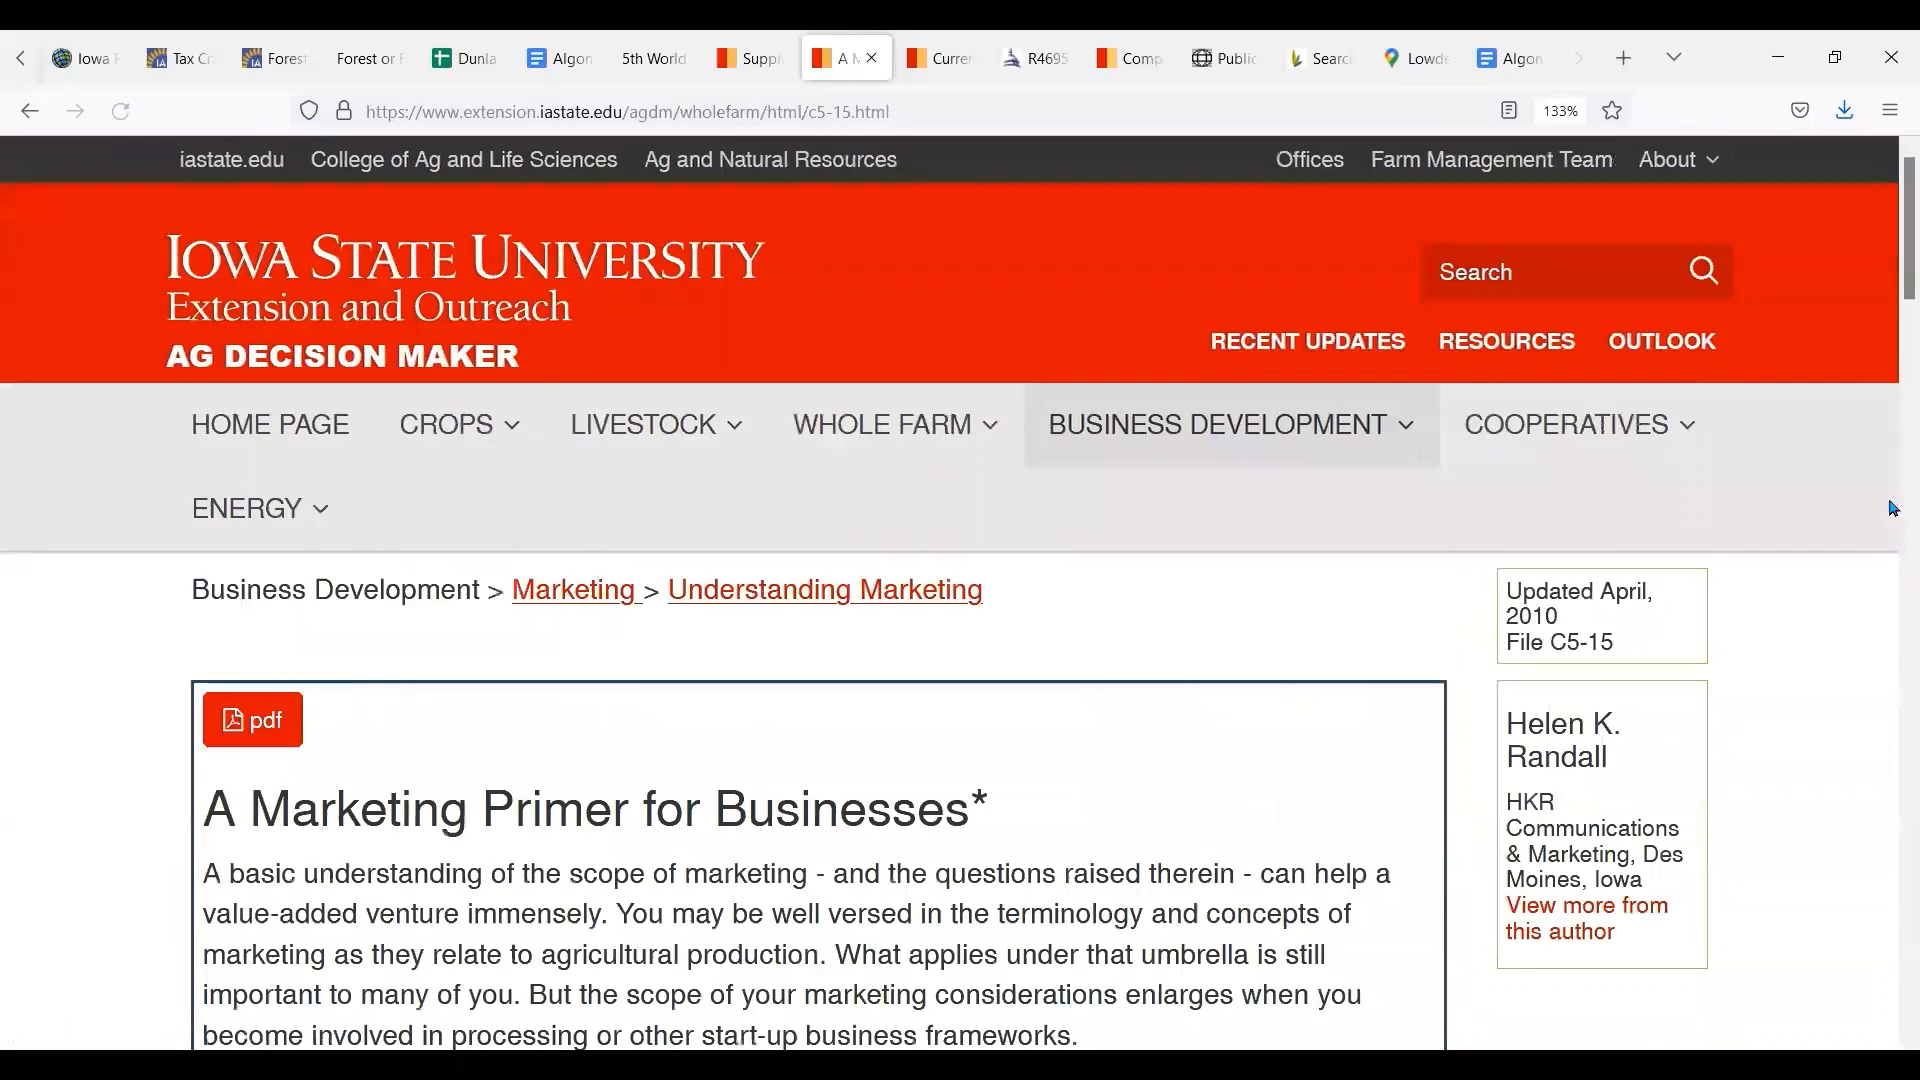 Iowa
Tax Cr
Forest
Forest or F
Dunla
Algon
5th World
Suppl
A M
Currer
R4695
Comp
Public
Searc
Lowde
Algon
https://www.extension.iastate.edu/agdm/wholefarm/html/c5-15.html
133%
iastate.edu College of Ag and Life Sciences Ag and Natural Resources
Offices Farm Management Team About
IOWA STATE UNIVERSITY
Extension and Outreach
AG DECISION MAKER
Search
RECENT UPDATES RESOURCES OUTLOOK
HOME PAGE CROPS LIVESTOCK WHOLE FARM BUSINESS DEVELOPMENT COOPERATIVES
ENERGY
Business Development > Marketing > Understanding Marketing
pdf
A Marketing Primer for Businesses*
A basic understanding of the scope of marketing - and the questions raised therein - can help a
value-added venture immensely. You may be well versed in the terminology and concepts of
marketing as they relate to agricultural production. What applies under that umbrella is still
important to many of you. But the scope of your marketing considerations enlarges when you
become involved in processing or other start-up business frameworks.
Updated April,
2010
File C5-15
Helen K.
Randall
HKR
Communications
& Marketing, Des
Moines, Iowa
View more from
this author